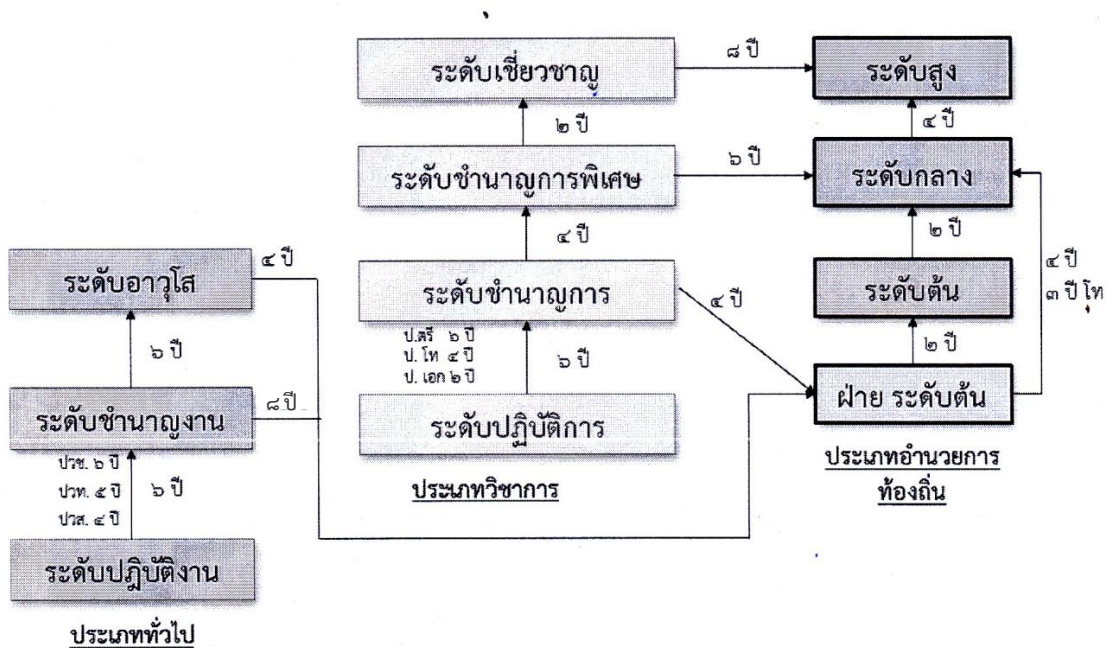 ระดับเชี่ยวชาญ
๘ ปี
ระดับสูง
๒ ปี
๔ ปี
ระดับชำนาญการพิเศษ
๖ ปี
ระดับกลาง
๔ ปี
๒ ปี
ระดับอาวุโส
๔ ปี
ระดับชำนาญการ
๔ ปี
ระดับต้น
๔ ปี
๓ ปี โท
๖ ปี
ป.ตรี ๖ ปี
ป. โท ๔ ปี
ป. เอก ๒ ปี
๖ ปี
๒ ปี
ระดับชำนาญงาน
๘ ปี
ระดับปฏิบัติการ
ฝ่าย ระดับต้น
ปวช. ๖ ปี
ปวท. ๕ ปี
ปวส. ๔ ปี
๖ ปี
ประเภทวิชาการ
ประเภทอำนวยการ
ท้องถิ่น
ระดับปฏิบัติงาน
ประเภททั่วไป